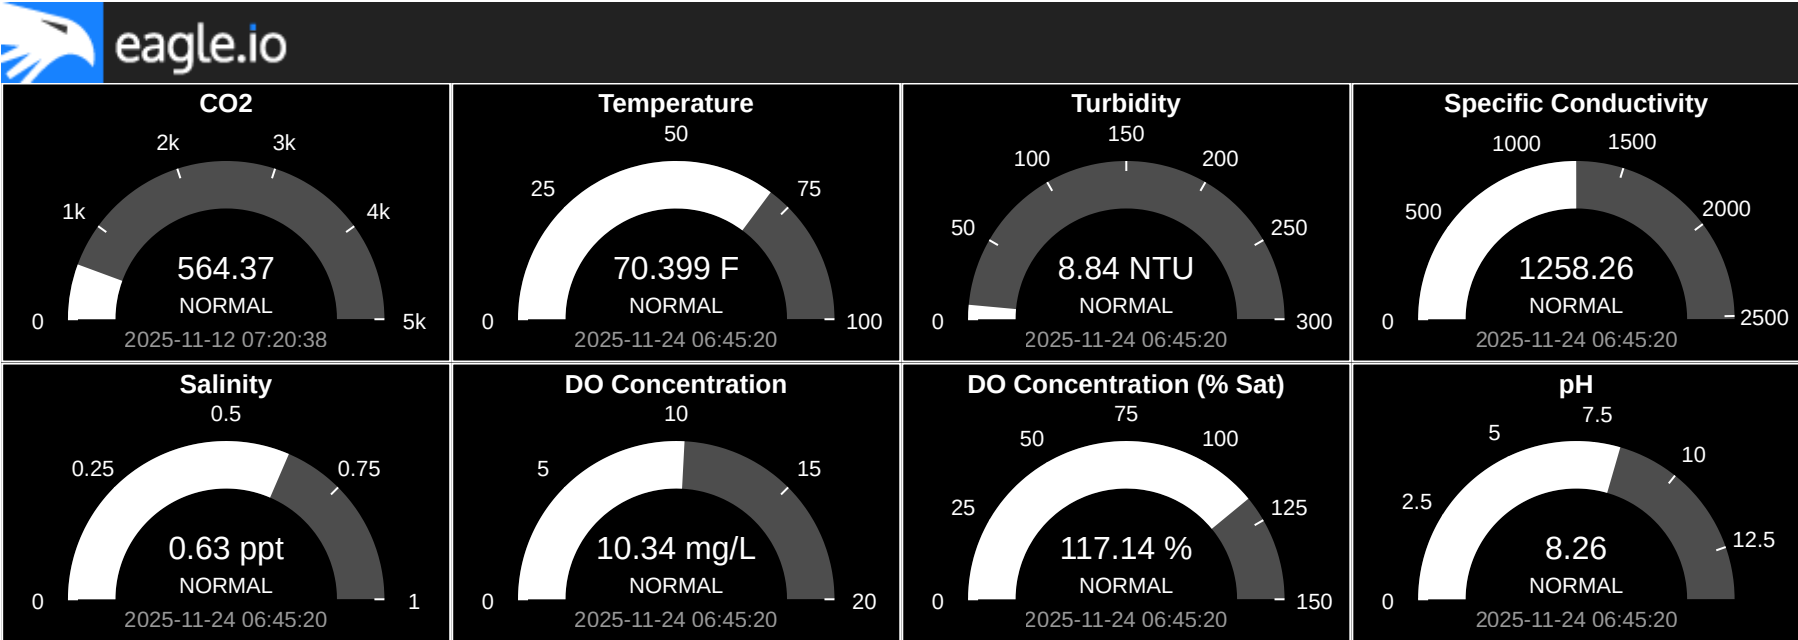 eagle.io
CO2
0
1k
2k
3k
4k
5k
564.37
NORMAL
2025-11-12 07:20:38
Temperature
0
25
50
75
100
70.399 F
NORMAL
2025-11-24 06:45:20
Turbidity
0
50
100
150
200
250
300
8.84 NTU
NORMAL
2025-11-24 06:45:20
Specific Conductivity
0
500
1000
1500
2000
2500
1258.26
NORMAL
2025-11-24 06:45:20
Salinity
0
0.25
0.5
0.75
1
0.63 ppt
NORMAL
2025-11-24 06:45:20
DO Concentration
0
5
10
15
20
10.34 mg/L
NORMAL
2025-11-24 06:45:20
DO Concentration (% Sat)
0
25
50
75
100
125
150
117.14 %
NORMAL
2025-11-24 06:45:20
pH
0
2.5
5
7.5
10
12.5
8.26
NORMAL
2025-11-24 06:45:20